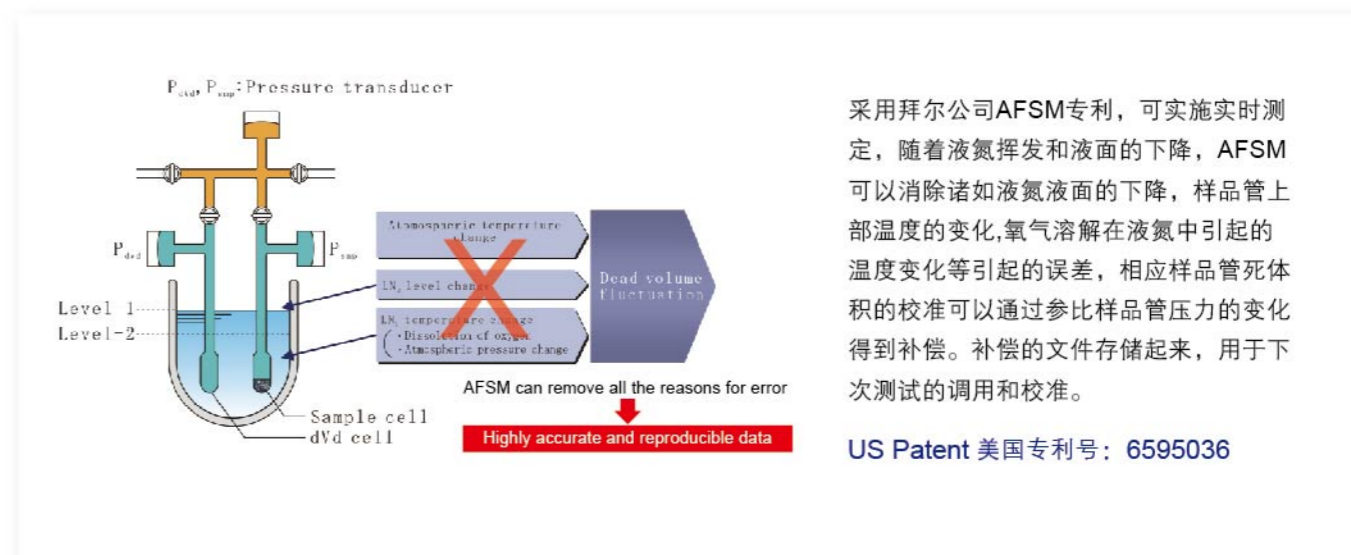 P_dvd, P_smp: Pressure transducer
P_dvd
P_smp
Level 1
Level-2
Sample cell
dVd cell
Atomospheric temperature
change
LN₂ level change
LN₂ temperature change
・Dissolution of oxygen
・Atmospheric pressure change
Dead volume
fluctuation
AFSM can remove all the reasons for error
Highly accurate and reproducible data
采用拜尔公司AFSM专利，可实施实时测
定，随着液氮挥发和液面的下降，AFSM
可以消除诸如液氮液面的下降，样品管上
部温度的变化,氧气溶解在液氮中引起的
温度变化等引起的误差，相应样品管死体
积的校准可以通过参比样品管压力的变化
得到补偿。补偿的文件存储起来，用于下
次测试的调用和校准。
US Patent 美国专利号：6595036